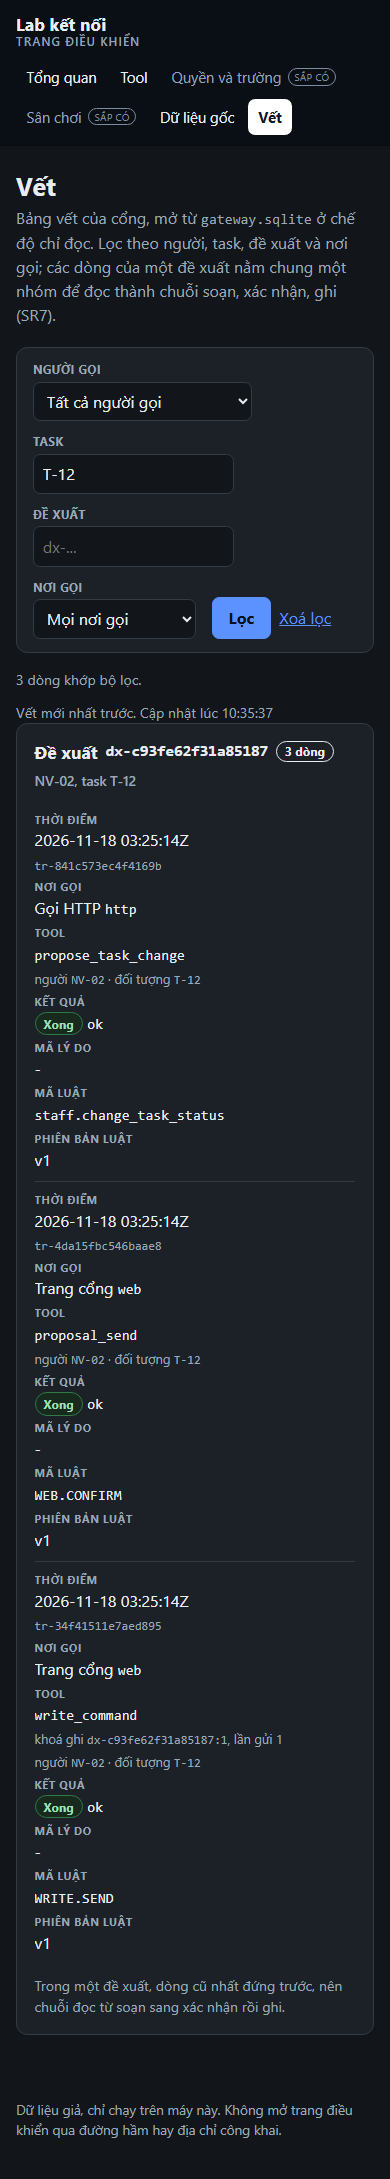 Lab kết nối
TRANG ĐIỀU KHIỂN
Tổng quan Tool Quyền và trường SẮP CÓ
Sân chơi SẮP CÓ Dữ liệu gốc Vết
Vết
Bảng vết của cổng, mở từ gateway.sqlite ở chế
độ chỉ đọc. Lọc theo người, task, đề xuất và nơi
gọi; các dòng của một đề xuất nằm chung một
nhóm để đọc thành chuỗi soạn, xác nhận, ghi
(SR7).
NGƯỜI GỌI
Tất cả người gọi
TASK
T-12
ĐỀ XUẤT
dx-...
NƠI GỌI
Mọi nơi gọi Lọc Xoá lọc
3 dòng khớp bộ lọc.
Vết mới nhất trước. Cập nhật lúc 10:35:37
Đề xuất dx-c93fe62f31a85187 3 dòng
NV-02, task T-12
THỜI ĐIỂM
2026-11-18 03:25:14Z
tr-841c573ec4f4169b
NƠI GỌI
Gọi HTTP http
TOOL
propose_task_change
người NV-02 · đối tượng T-12
KẾT QUẢ
Xong ok
MÃ LÝ DO
-
MÃ LUẬT
staff.change_task_status
PHIÊN BẢN LUẬT
v1
THỜI ĐIỂM
2026-11-18 03:25:14Z
tr-4da15fbc546baae8
NƠI GỌI
Trang cổng web
TOOL
proposal_send
người NV-02 · đối tượng T-12
KẾT QUẢ
Xong ok
MÃ LÝ DO
-
MÃ LUẬT
WEB.CONFIRM
PHIÊN BẢN LUẬT
v1
THỜI ĐIỂM
2026-11-18 03:25:14Z
tr-34f41511e7aed895
NƠI GỌI
Trang cổng web
TOOL
write_command
khoá ghi dx-c93fe62f31a85187:1, lần gửi 1
người NV-02 · đối tượng T-12
KẾT QUẢ
Xong ok
MÃ LÝ DO
-
MÃ LUẬT
WRITE.SEND
PHIÊN BẢN LUẬT
v1
Trong một đề xuất, dòng cũ nhất đứng trước, nên
chuỗi đọc từ soạn sang xác nhận rồi ghi.
Dữ liệu giả, chỉ chạy trên máy này. Không mở trang điều
khiển qua đường hầm hay địa chỉ công khai.